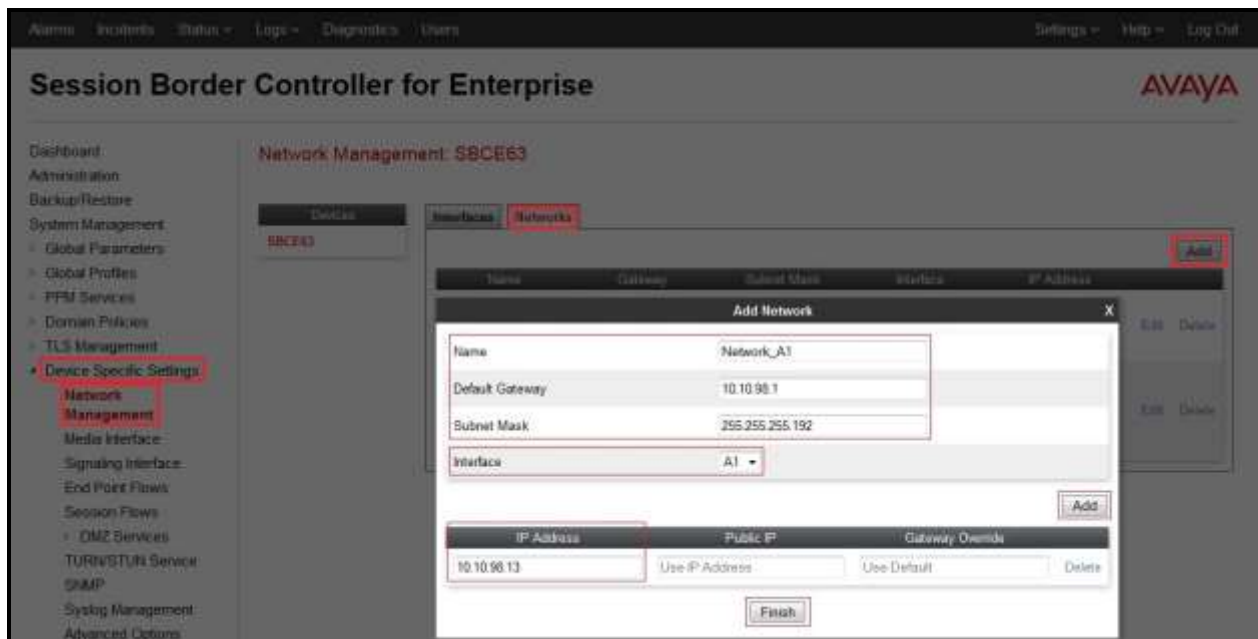 Alarms Incidents Status Logs Diagnostics Users Settings Help Log Out
Session Border Controller for Enterprise
AVAYA
Dashboard
Administration
Backup/Restore
System Management
Global Parameters
Global Profiles
PPM Services
Domain Policies
TLS Management
Device Specific Settings
Network
Management
Media Interface
Signaling Interface
End Point Flows
Session Flows
DMZ Services
TURN/STUN Service
SNMP
Syslog Management
Advanced Options
Network Management: SBCE63
Devices
SBCE63
Interfaces Networks
Add
Name Gateway Subnet Mask Interface IP Address
Edit Delete
Edit Delete
Add Network X
Name Network_A1
Default Gateway 10.10.98.1
Subnet Mask 255.255.255.192
Interface A1
Add
IP Address Public IP Gateway Override
10.10.98.13 Use IP Address Use Default Delete
Finish